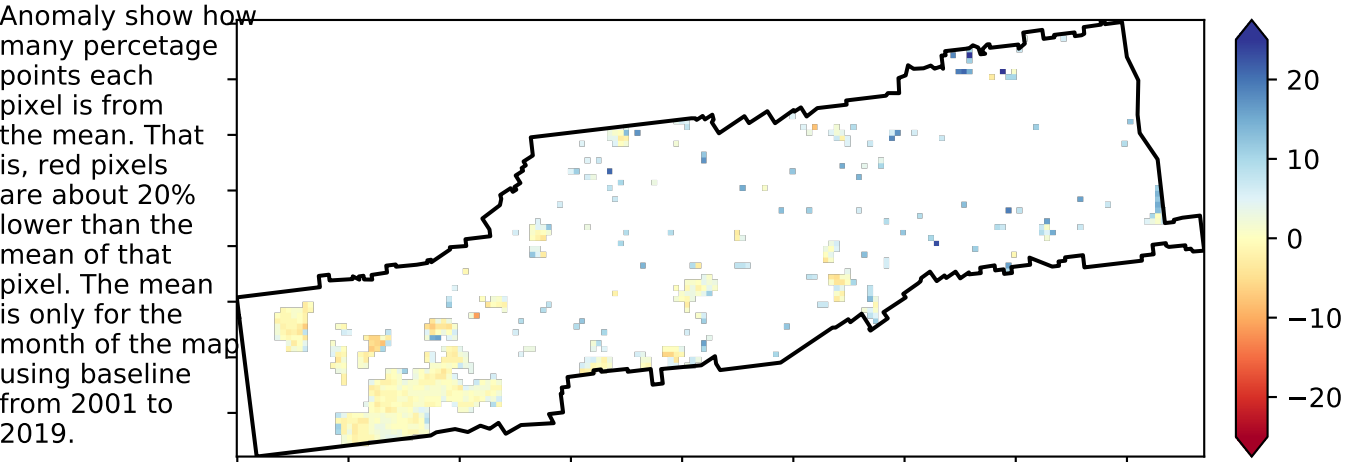 Anomaly show how
many percetage
points each
pixel is from
the mean. That
is, red pixels
are about 20%
lower than the
mean of that
pixel. The mean
is only for the
month of the map
using baseline
from 2001 to
2019.
20
10
0
−10
−20